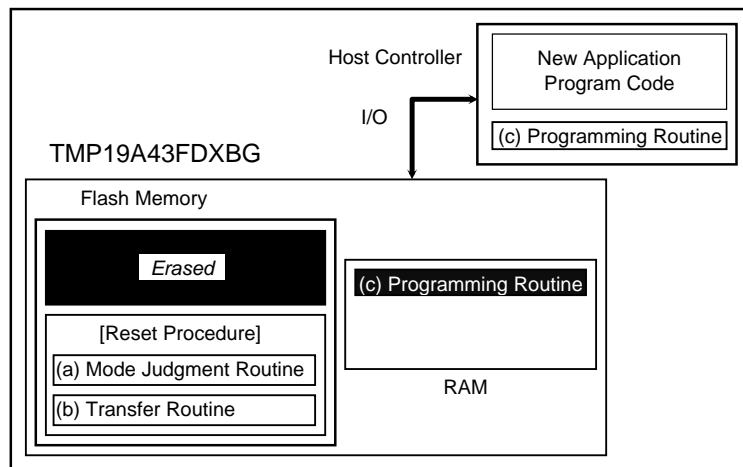 Host Controller
New Application
Program Code
(c) Programming Routine
I/O
TMP19A43FDXBG
Flash Memory
Erased
[Reset Procedure]
(a) Mode Judgment Routine
(b) Transfer Routine
(c) Programming Routine
RAM